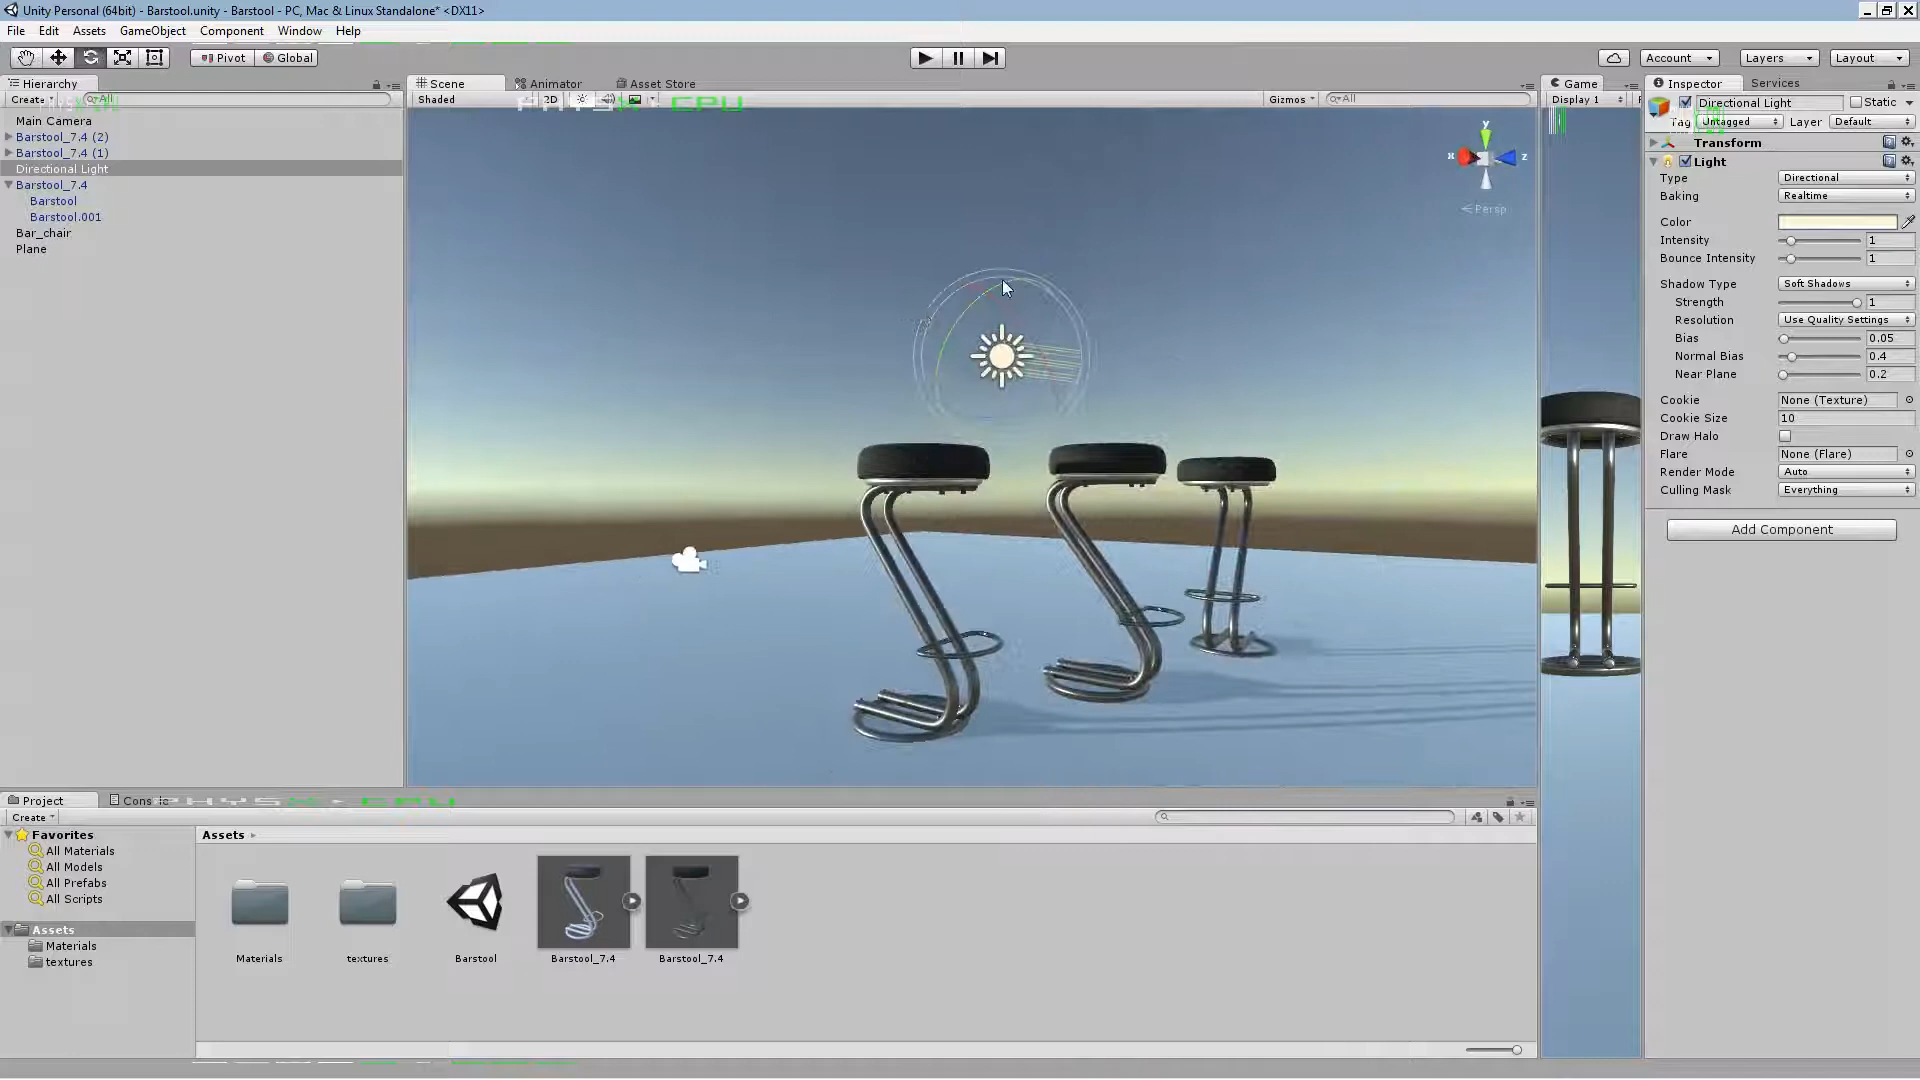 Unity Personal (64bit) - Barstool.unity - Barstool - PC, Mac & Linux Standalone* <DX11>
File Edit Assets GameObject Component Window Help
Pivot Global Account Layers Layout
Hierarchy
Create All
Main Camera
Barstool_7.4 (2)
Barstool_7.4 (1)
Directional Light
Barstool_7.4
Barstool
Barstool.001
Bar_chair
Plane
Scene Animator Asset Store
Shaded 2D Gizmos All
PHYSX CPU
y
x z
Persp
Game
Display 1
Inspector Services
Directional Light Static
Tag Untagged Layer Default
Transform
Light
Type Directional
Baking Realtime
Color
Intensity 1
Bounce Intensity 1
Shadow Type Soft Shadows
Strength 1
Resolution Use Quality Settings
Bias 0.05
Normal Bias 0.4
Near Plane 0.2
Cookie None (Texture)
Cookie Size 10
Draw Halo
Flare None (Flare)
Render Mode Auto
Culling Mask Everything
Add Component
Project
PHYSX - CPU
Create
Favorites
All Materials
All Models
All Prefabs
All Scripts
Assets
Materials
textures
Assets
Materials textures Barstool Barstool_7.4 Barstool_7.4